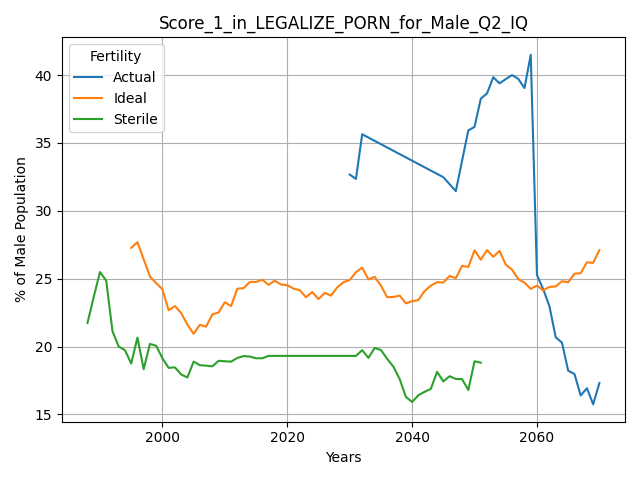 Score_1_in_LEGALIZE_PORN_for_Male_Q2_IQ
Fertility
Actual
Ideal
Sterile
% of Male Population
40
35
30
25
20
15
2000
2020
2040
2060
Years